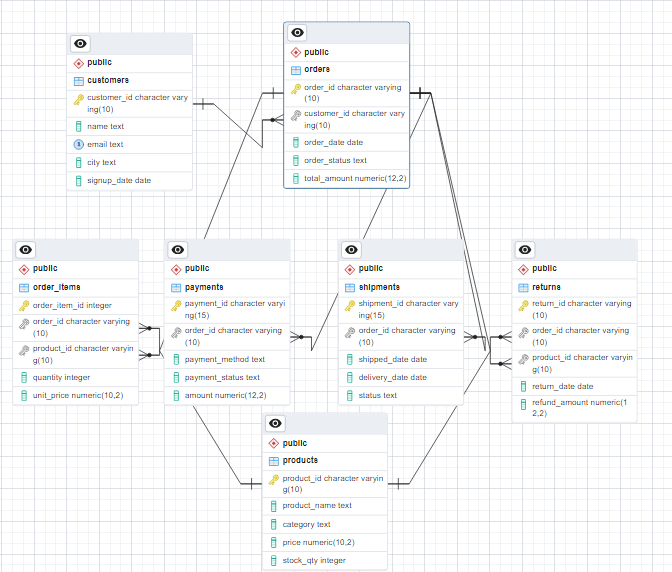 public
customers
customer_id character vary
ing(10)
name text
email text
city text
signup_date date
public
orders
order_id character varying
(10)
customer_id character vary
ing(10)
order_date date
order_status text
total_amount numeric(12,2)
public
order_items
order_item_id integer
order_id character varying
(10)
product_id character varyin
g(10)
quantity integer
unit_price numeric(10,2)
public
payments
payment_id character varyi
ng(15)
order_id character varying
(10)
payment_method text
payment_status text
amount numeric(12,2)
public
shipments
shipment_id character vary
ing(15)
order_id character varying
(10)
shipped_date date
delivery_date date
status text
public
returns
return_id character varying
(10)
order_id character varying
(10)
product_id character varyin
g(10)
return_date date
refund_amount numeric(1
2,2)
public
products
product_id character varyin
g(10)
product_name text
category text
price numeric(10,2)
stock_qty integer